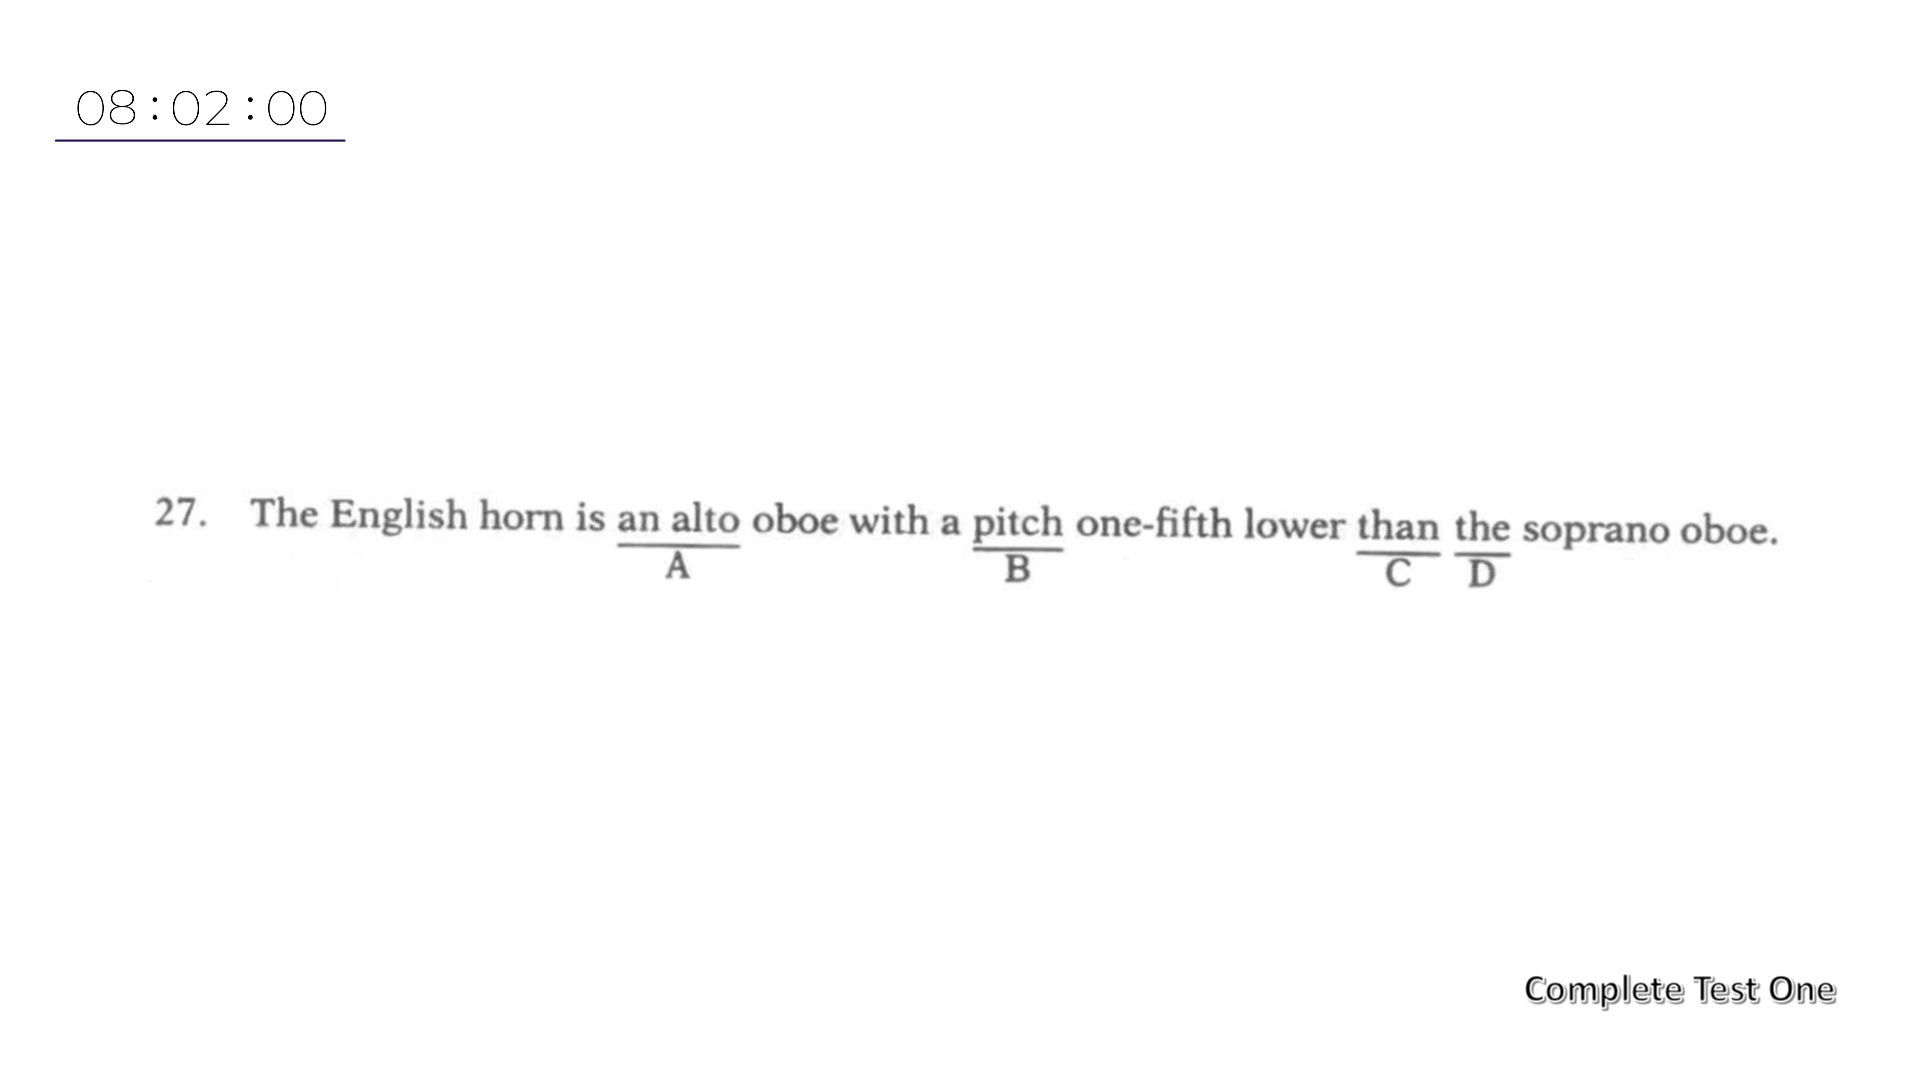 08:02:00
27. The English horn is an alto oboe with a pitch one-fifth lower than the soprano oboe.
A B C D
Complete Test One